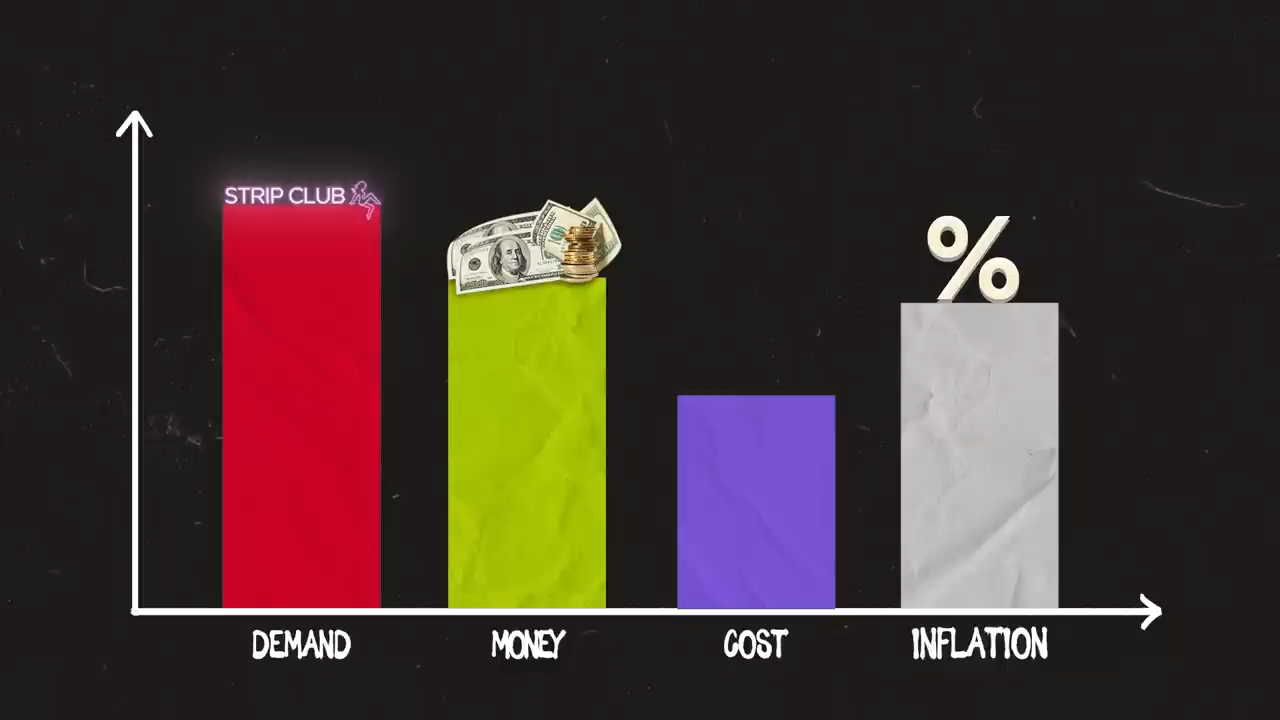 STRIP CLUB
%
DEMAND
MONEY
COST
INFLATION